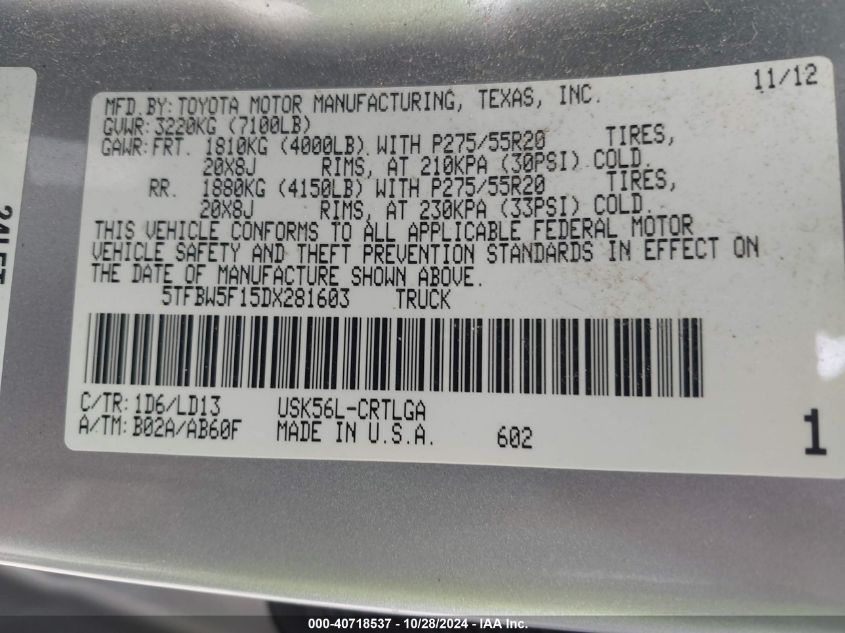 11/12
MFD.BY:TOYOTA MOTOR MANUFACTURING, TEXAS, INC.
GVWR:3220KG (7100LB)
GAWR:FRT. 1810KG (4000LB) WITH P275/55R20 TIRES,
20X8J RIMS, AT 210KPA (30PSI) COLD.
RR. 1880KG (4150LB) WITH P275/55R20 TIRES,
20X8J RIMS, AT 230KPA (33PSI) COLD.
THIS VEHICLE CONFORMS TO ALL APPLICABLE FEDERAL MOTOR
VEHICLE SAFETY AND THEFT PREVENTION STANDARDS IN EFFECT ON
THE DATE OF MANUFACTURE SHOWN ABOVE.
5TFBW5F15DX281603 TRUCK
C/TR:1D6/LD13 USK56L-CRTLGA
A/TM:B02A/AB60F MADE IN U.S.A. 602
1
000-40718537 - 10/28/2024 - IAA Inc.